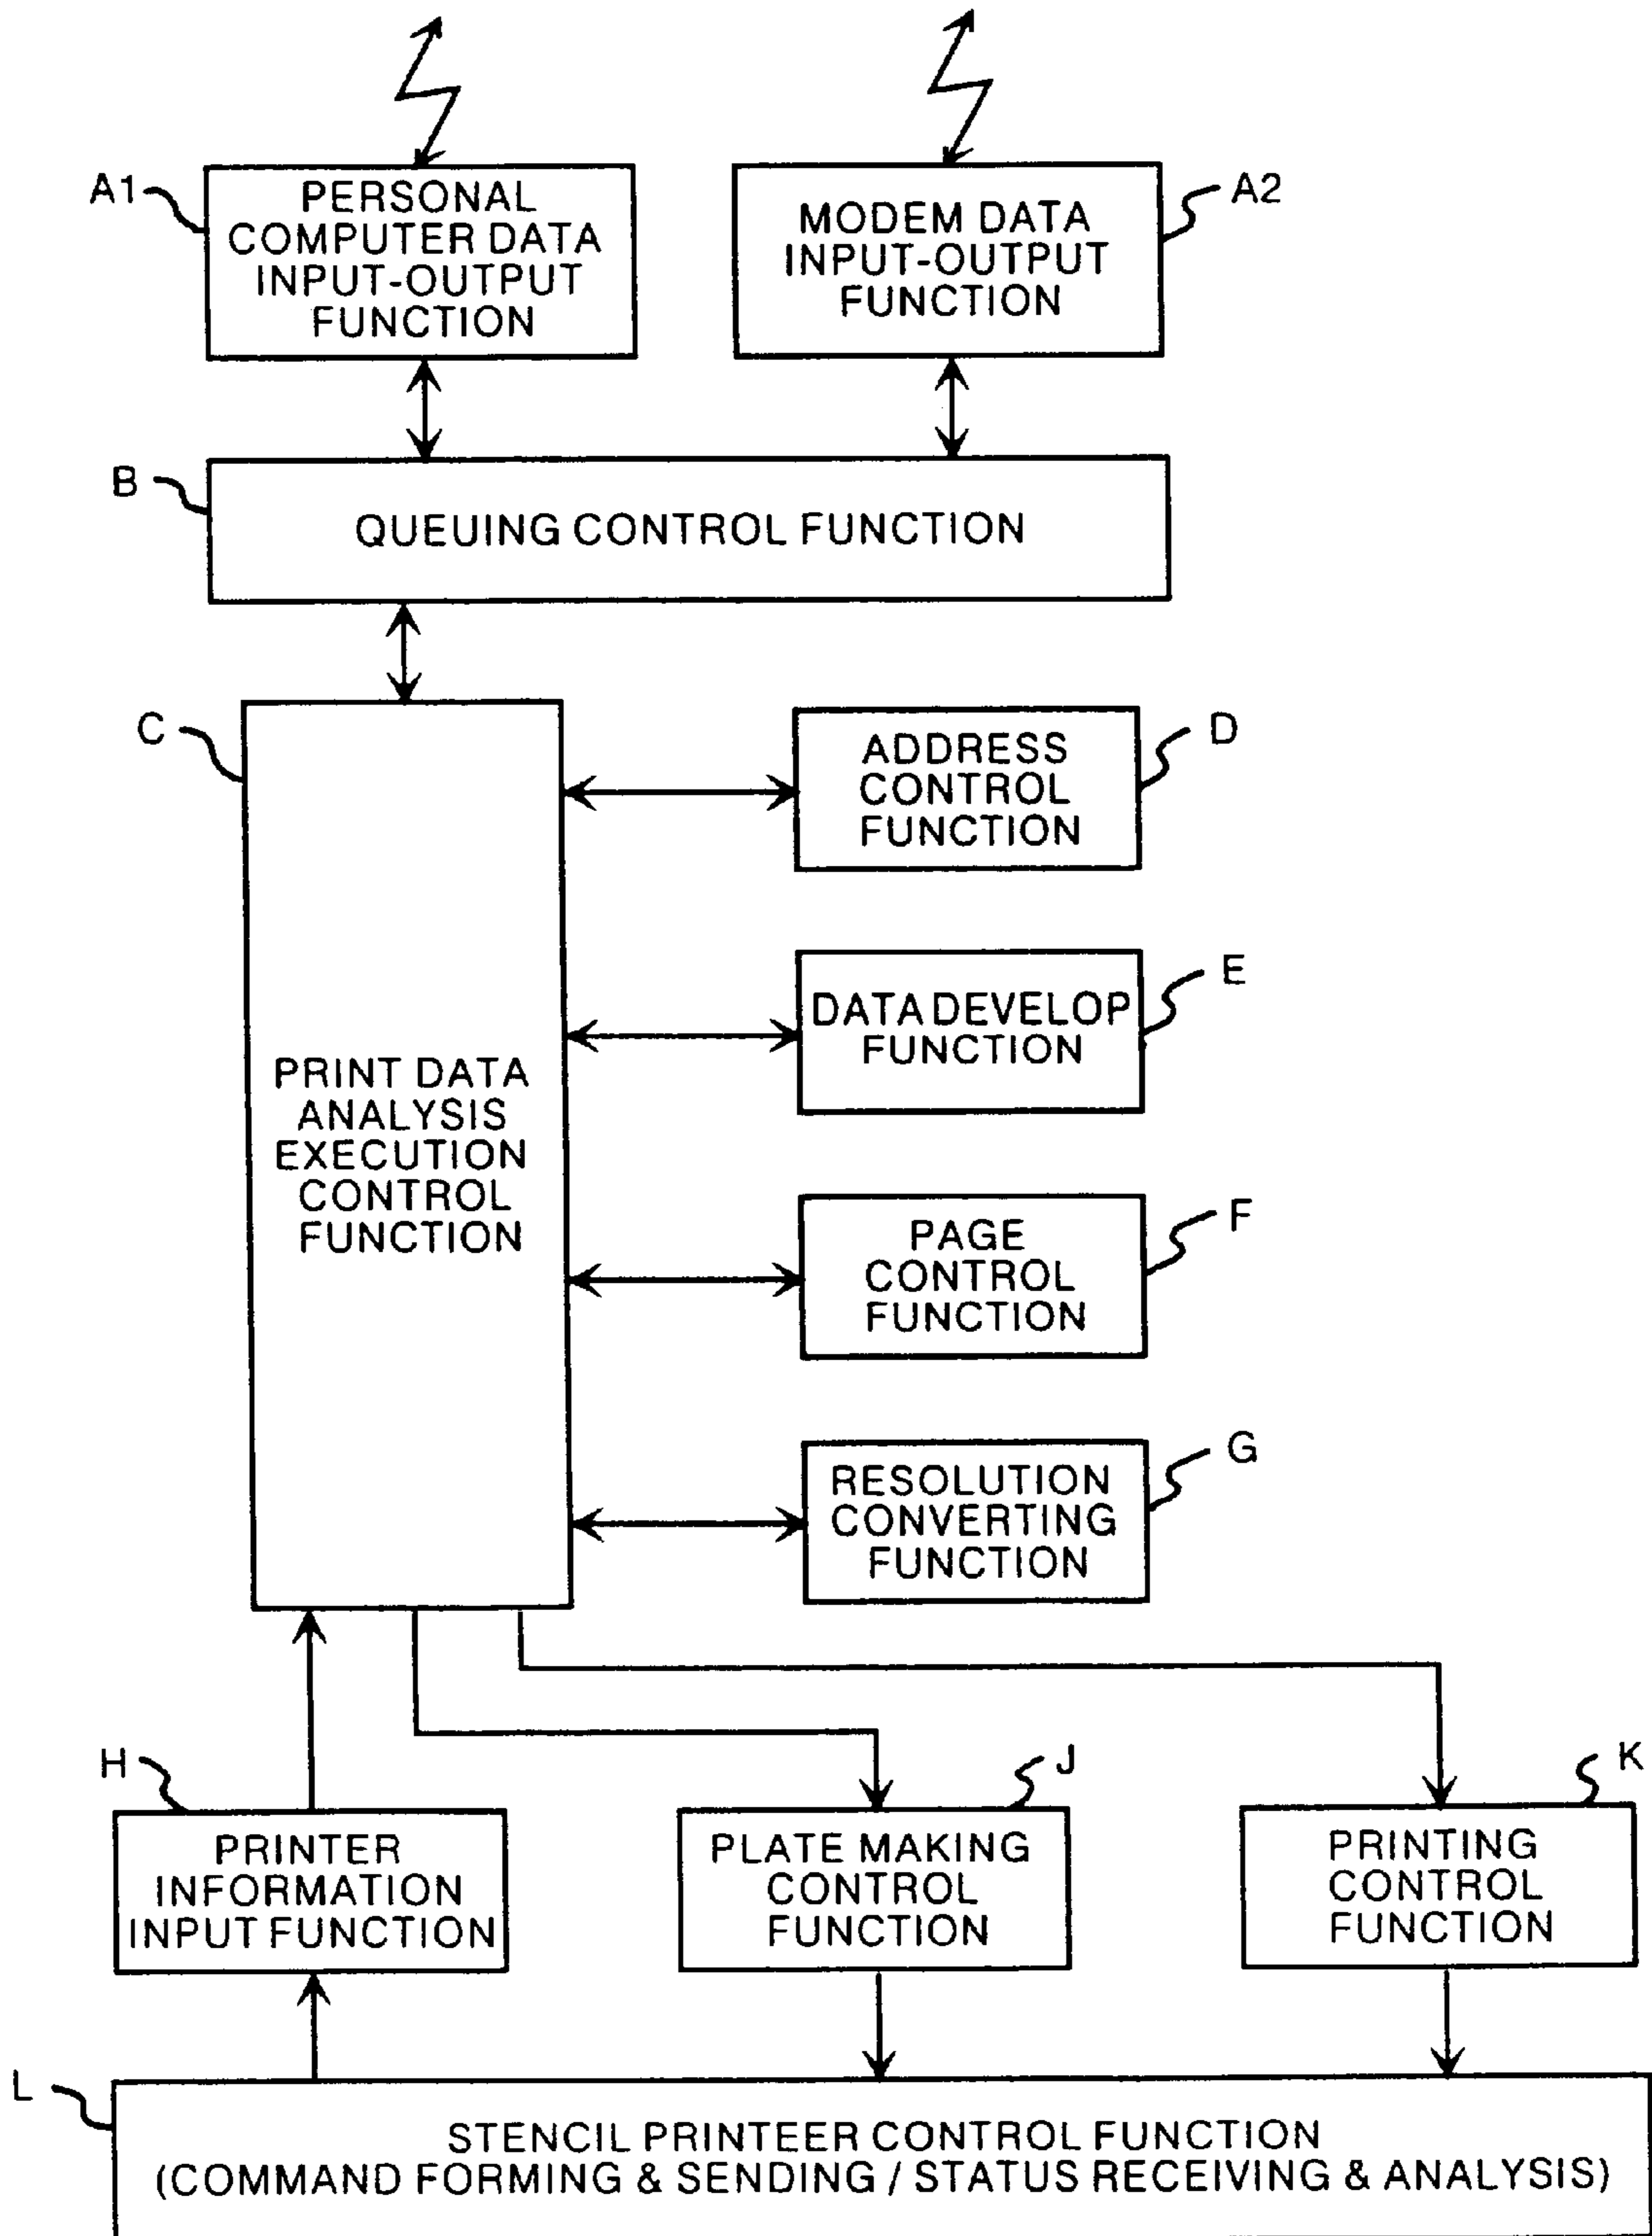 A1
PERSONAL
COMPUTER DATA
INPUT-OUTPUT
FUNCTION
MODEM DATA
INPUT-OUTPUT
FUNCTION
A2
B
QUEUING CONTROL FUNCTION
C
PRINT DATA
ANALYSIS
EXECUTION
CONTROL
FUNCTION
ADDRESS
CONTROL
FUNCTION
D
DATA DEVELOP
FUNCTION
E
PAGE
CONTROL
FUNCTION
F
RESOLUTION
CONVERTING
FUNCTION
G
H
PRINTER
INFORMATION
INPUT FUNCTION
J
PLATE MAKING
CONTROL
FUNCTION
K
PRINTING
CONTROL
FUNCTION
L
STENCIL PRINTEER CONTROL FUNCTION
(COMMAND FORMING & SENDING / STATUS RECEIVING & ANALYSIS)